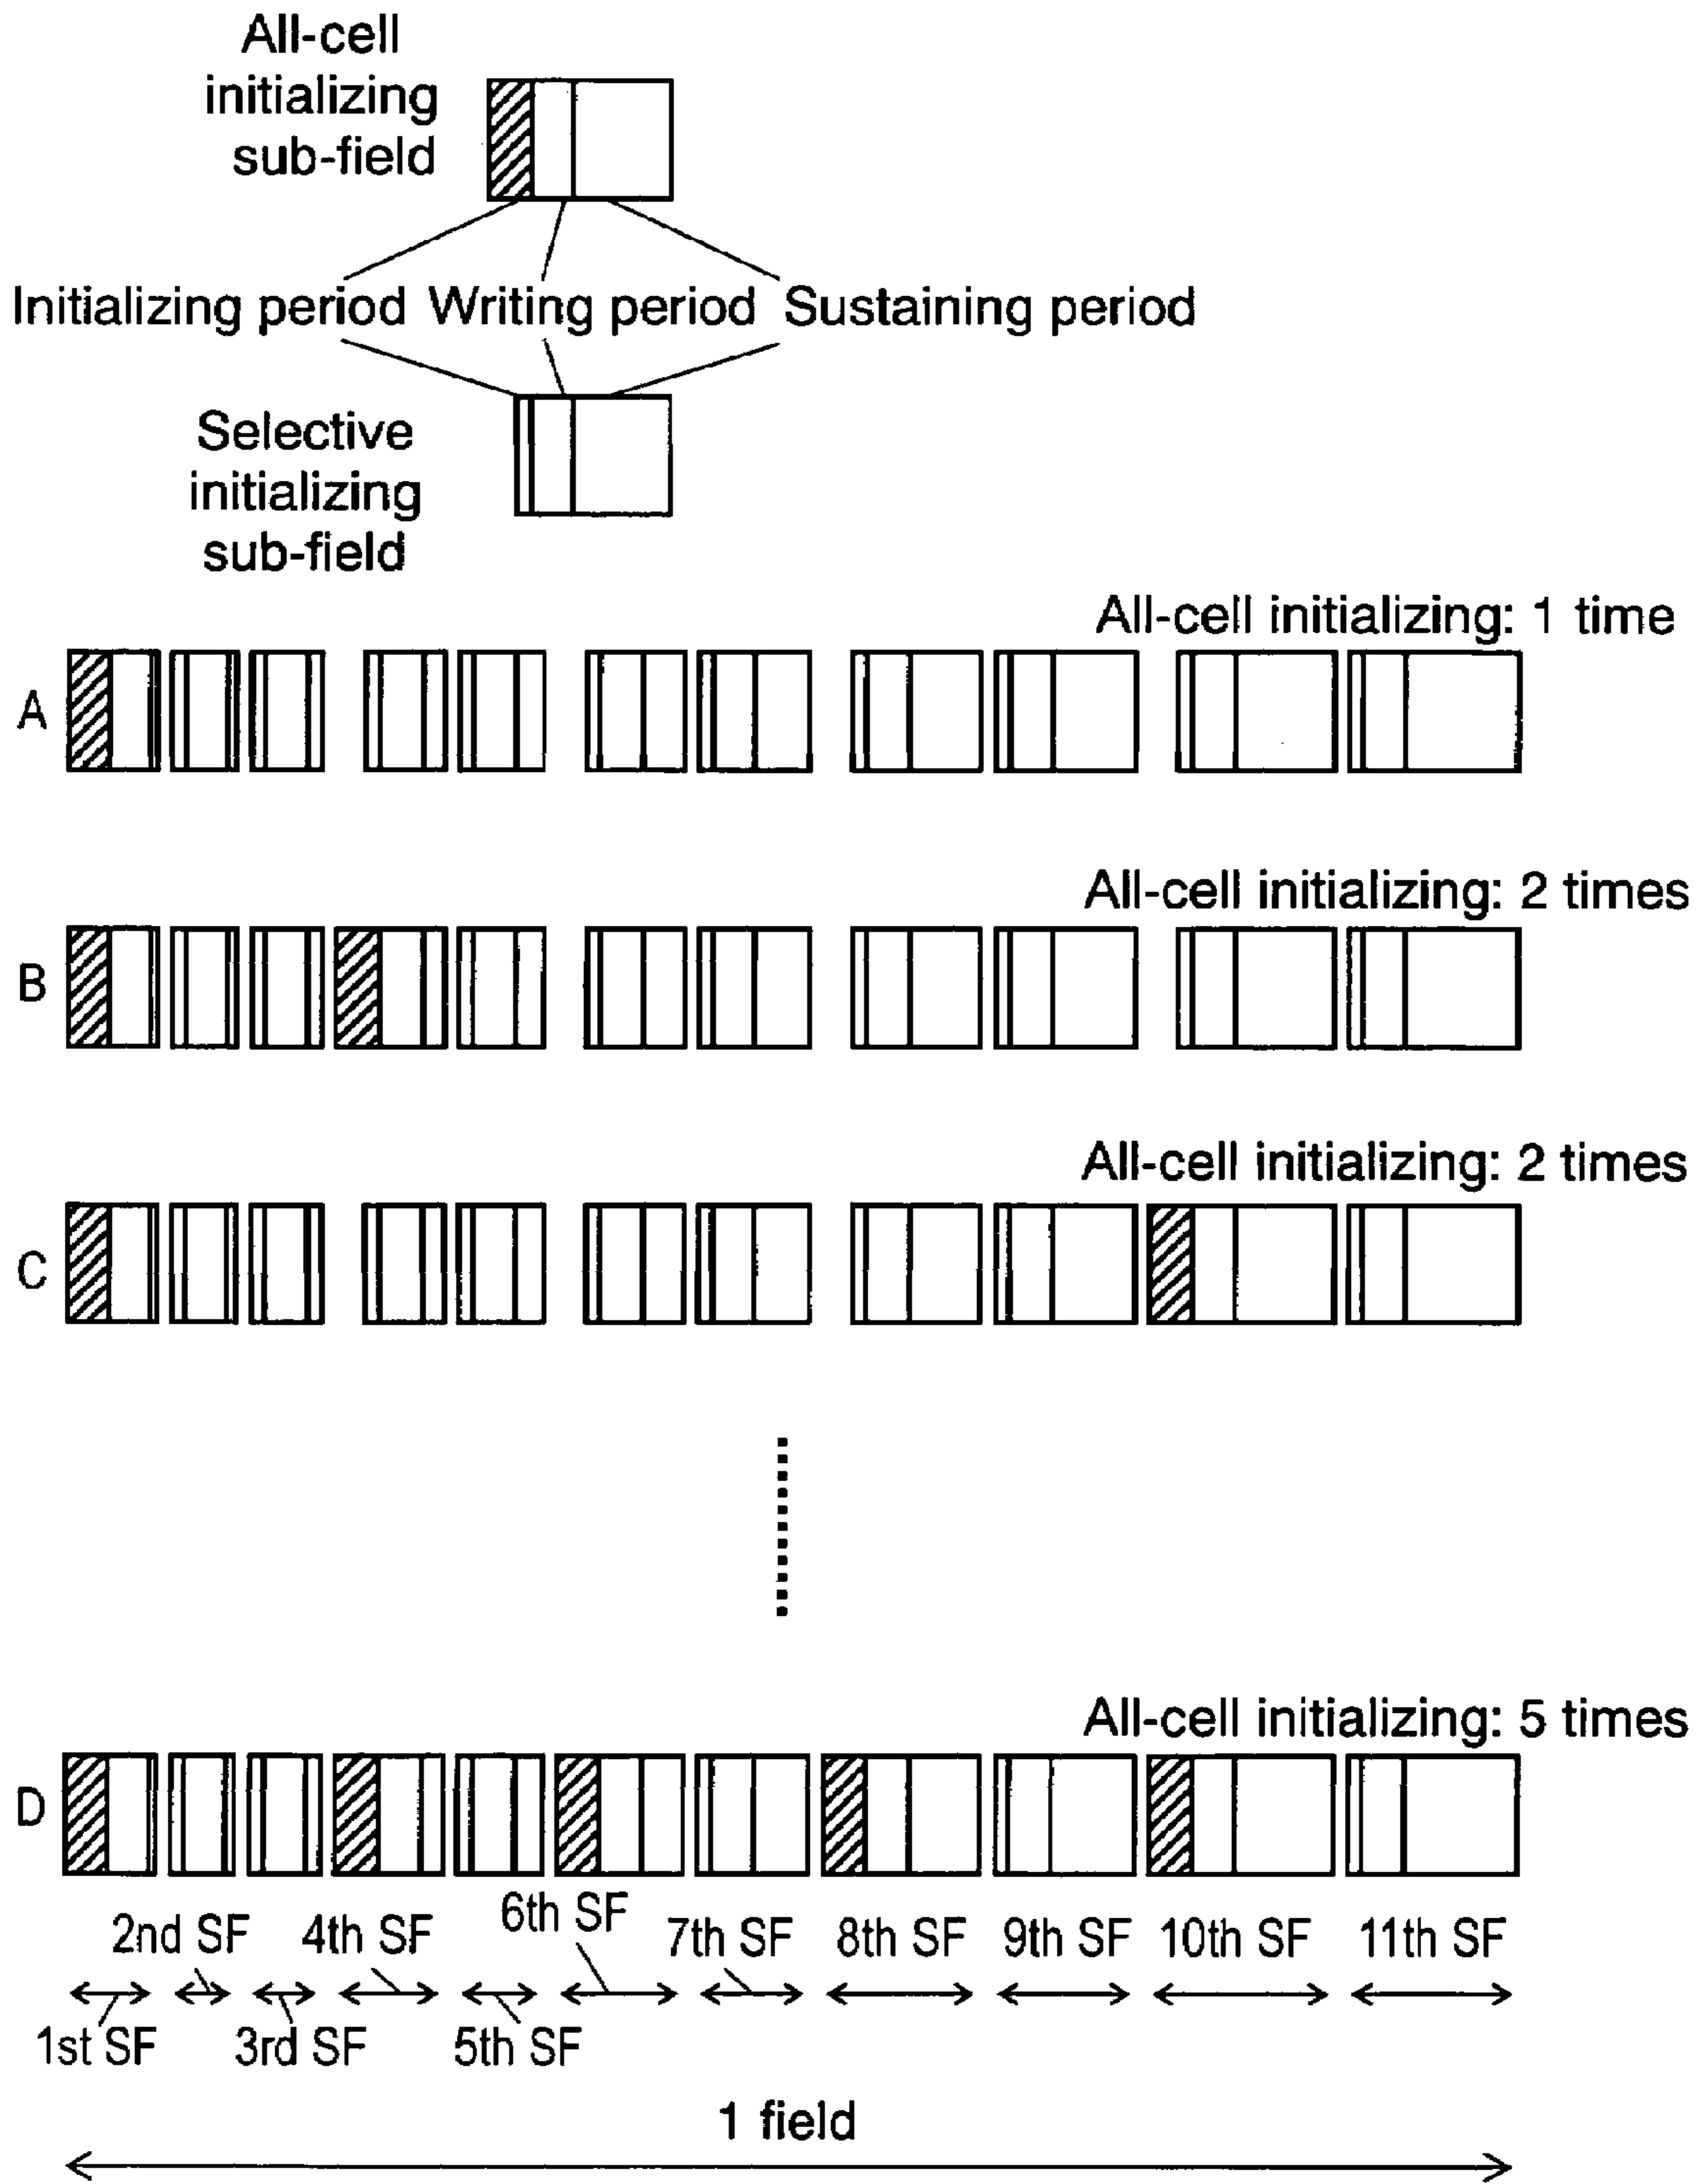 All-cell
initializing
sub-field
Initializing period Writing period Sustaining period
Selective
initializing
sub-field
All-cell initializing: 1 time
A
All-cell initializing: 2 times
B
All-cell initializing: 2 times
C
All-cell initializing: 5 times
D
2nd SF 4th SF 6th SF 7th SF 8th SF 9th SF 10th SF 11th SF
1st SF 3rd SF 5th SF
1 field